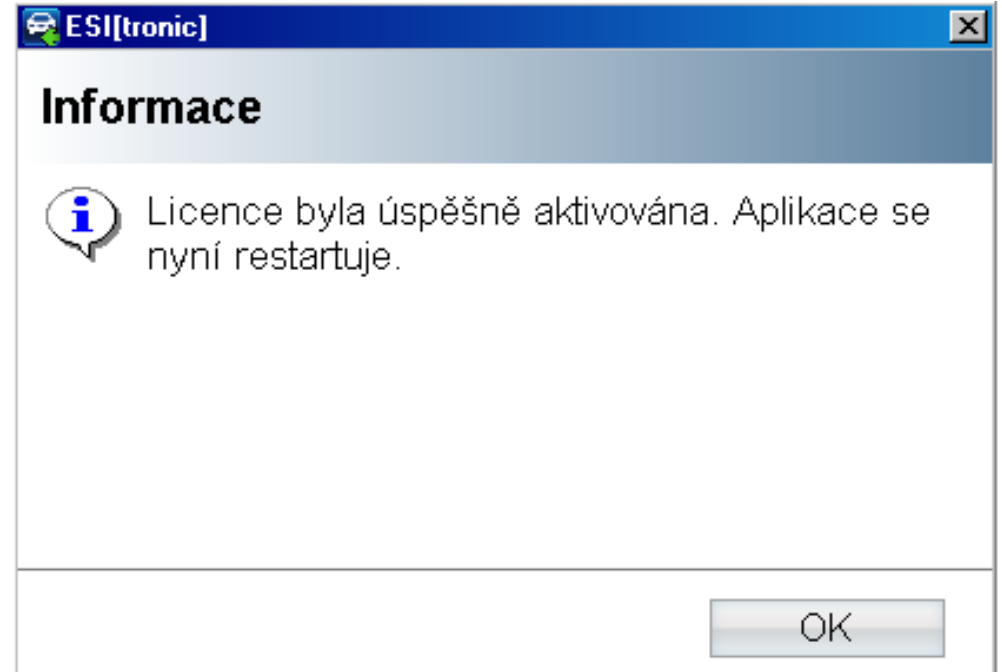 ESI[tronic]
Informace
Licence byla úspěšně aktivována. Aplikace se
nyní restartuje.
OK